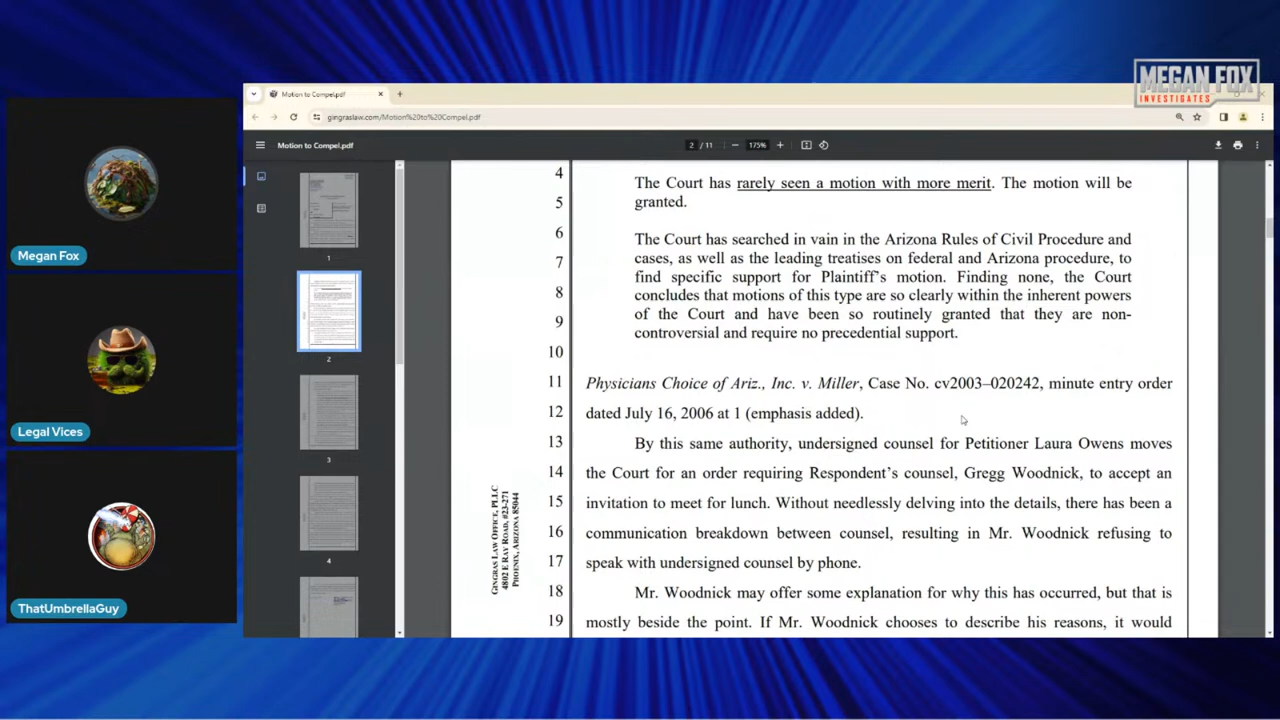 MEGAN FOX
INVESTIGATES
Motion to Compel.pdf
gingraslaw.com/Motion%20to%20Compel.pdf
Motion to Compel.pdf
2 / 11
175%
1
2
3
4
4
5
6
7
8
9
10
11
12
13
14
15
16
17
18
19
The Court has rarely seen a motion with more merit. The motion will be
granted.
The Court has searched in vain in the Arizona Rules of Civil Procedure and
cases, as well as the leading treatises on federal and Arizona procedure, to
find specific support for Plaintiff's motion. Finding none, the Court
concludes that motions of this type are so clearly within the inherent powers
of the Court and have been so routinely granted that they are non-
controversial and require no precedential support.
Physicians Choice of Ariz., Inc. v. Miller, Case No. cv2003–020242, minute entry order
dated July 16, 2006 at 1 (emphasis added).
By this same authority, undersigned counsel for Petitioner Laura Owens moves
the Court for an order requiring Respondent's counsel, Gregg Woodnick, to accept an
invitation to meet for lunch. Without needlessly delving into the details, there has been a
communication breakdown between counsel, resulting in Mr. Woodnick refusing to
speak with undersigned counsel by phone.
Mr. Woodnick may offer some explanation for why this has occurred, but that is
mostly beside the point. If Mr. Woodnick chooses to describe his reasons, it would
GINGRAS LAW OFFICE, PLLC
4802 E RAY ROAD, #23-271
PHOENIX, ARIZONA 85044
Megan Fox
Legal Vices
ThatUmbrellaGuy